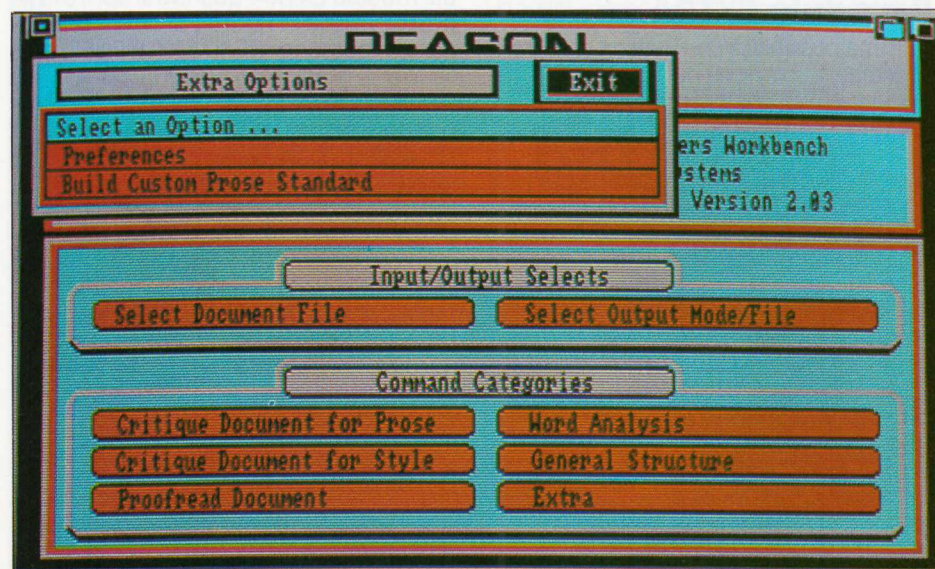 Extra Options
Exit
Select an Option ...
Preferences
Build Custom Prose Standard
Workbench
Version 2.03
Input/Output Selects
Select Document File
Select Output Mode/File
Command Categories
Critique Document for Prose
Word Analysis
Critique Document for Style
General Structure
Proofread Document
Extra